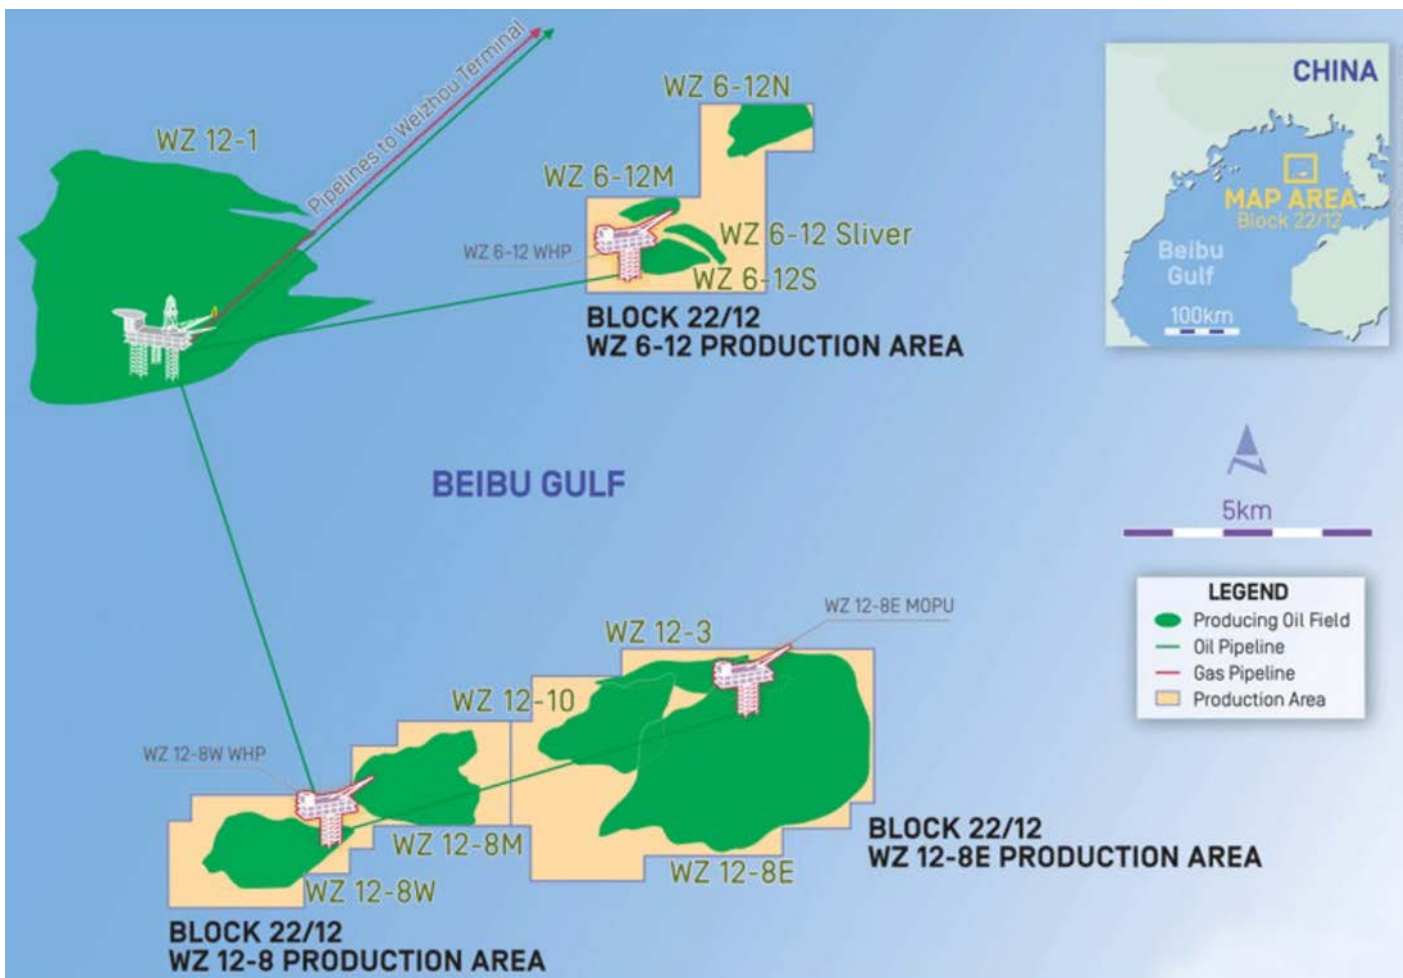 WZ 6-12N
CHINA
WZ 12-1
Pipelines to Weizhou Terminal
WZ 6-12M
MAP AREA
Block 22/12
WZ 6-12 Sliver
WZ 6-12 WHP
Beibu
Gulf
WZ 6-12S
100km
BLOCK 22/12
WZ 6-12 PRODUCTION AREA
BEIBU GULF
5km
LEGEND
Producing Oil Field
Oil Pipeline
Gas Pipeline
Production Area
WZ 12-8E MOPU
WZ 12-3
WZ 12-10
WZ 12-8W WHP
WZ 12-8M
BLOCK 22/12
WZ 12-8E PRODUCTION AREA
WZ 12-8E
WZ 12-8W
BLOCK 22/12
WZ 12-8 PRODUCTION AREA